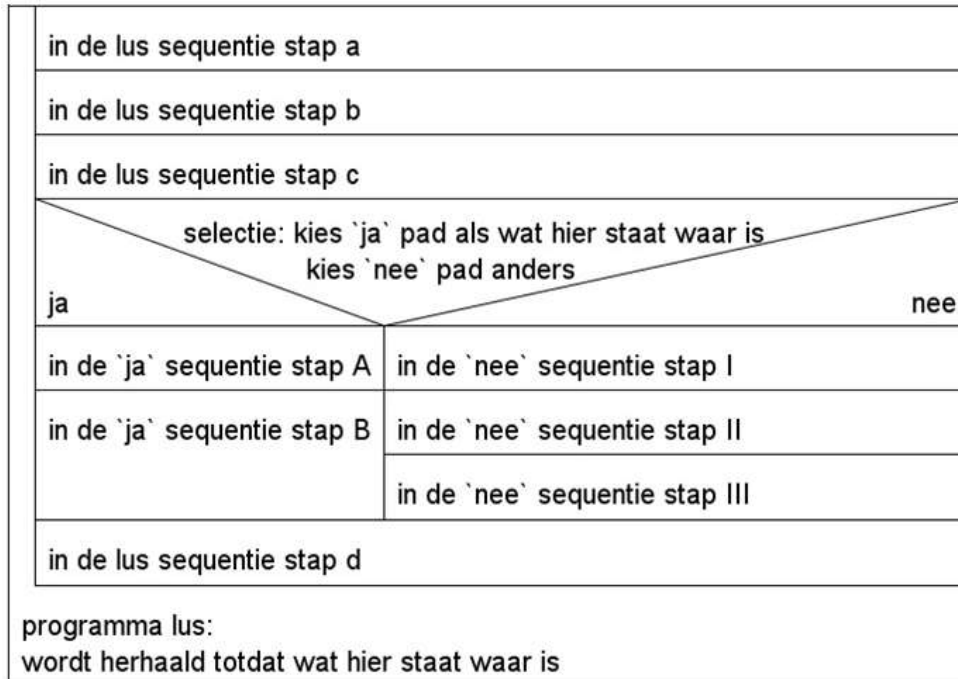 in de lus sequentie stap a
in de lus sequentie stap b
in de lus sequentie stap c
selectie: kies `ja` pad als wat hier staat waar is
kies `nee` pad anders
ja
nee
in de `ja` sequentie stap A
in de `nee` sequentie stap I
in de `ja` sequentie stap B
in de `nee` sequentie stap II
in de `nee` sequentie stap III
in de lus sequentie stap d
programma lus:
wordt herhaald totdat wat hier staat waar is